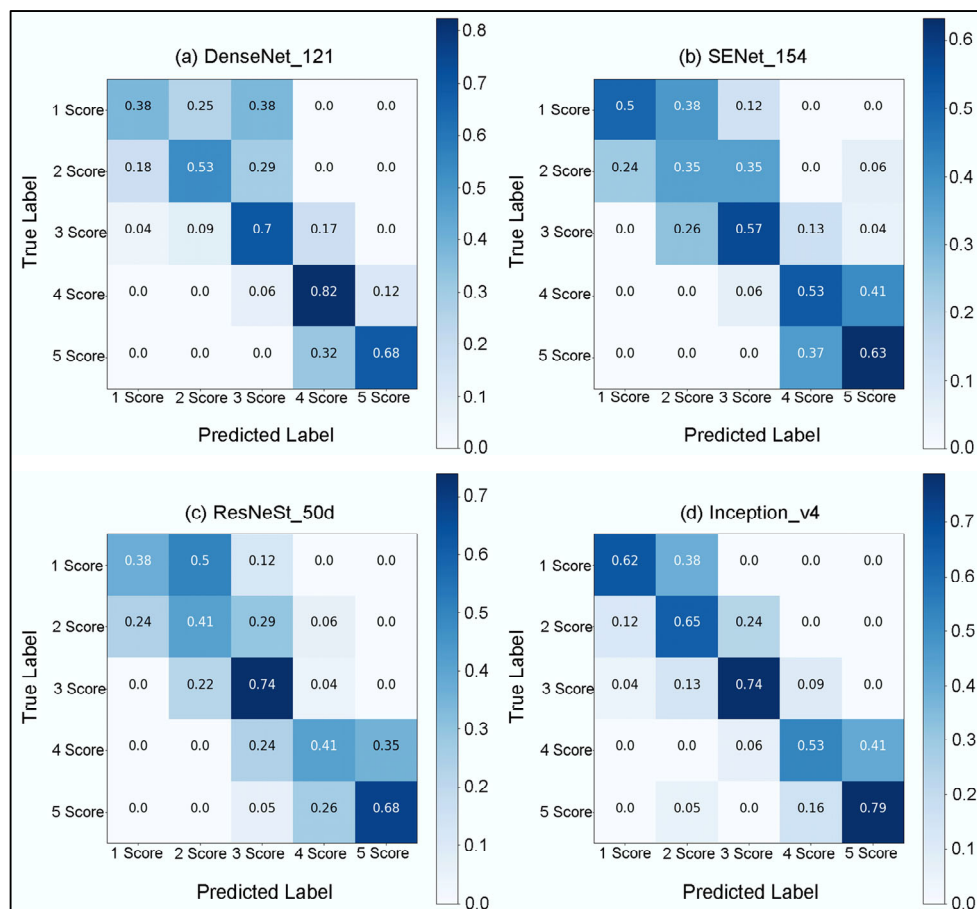 (a) DenseNet_121
0.8
0.7
0.6
0.5
0.4
0.3
0.2
0.1
0.0
True Label
1 Score 0.38 0.25 0.38 0.0 0.0
2 Score 0.18 0.53 0.29 0.0 0.0
3 Score 0.04 0.09 0.7 0.17 0.0
4 Score 0.0 0.0 0.06 0.82 0.12
5 Score 0.0 0.0 0.0 0.32 0.68
1 Score 2 Score 3 Score 4 Score 5 Score
Predicted Label
(b) SENet_154
0.6
0.5
0.4
0.3
0.2
0.1
0.0
True Label
1 Score 0.5 0.38 0.12 0.0 0.0
2 Score 0.24 0.35 0.35 0.0 0.06
3 Score 0.0 0.26 0.57 0.13 0.04
4 Score 0.0 0.0 0.06 0.53 0.41
5 Score 0.0 0.0 0.0 0.37 0.63
1 Score 2 Score 3 Score 4 Score 5 Score
Predicted Label
(c) ResNeSt_50d
0.7
0.6
0.5
0.4
0.3
0.2
0.1
0.0
True Label
1 Score 0.38 0.5 0.12 0.0 0.0
2 Score 0.24 0.41 0.29 0.06 0.0
3 Score 0.0 0.22 0.74 0.04 0.0
4 Score 0.0 0.0 0.24 0.41 0.35
5 Score 0.0 0.0 0.05 0.26 0.68
1 Score 2 Score 3 Score 4 Score 5 Score
Predicted Label
(d) Inception_v4
0.7
0.6
0.5
0.4
0.3
0.2
0.1
0.0
True Label
1 Score 0.62 0.38 0.0 0.0 0.0
2 Score 0.12 0.65 0.24 0.0 0.0
3 Score 0.04 0.13 0.74 0.09 0.0
4 Score 0.0 0.0 0.06 0.53 0.41
5 Score 0.0 0.05 0.0 0.16 0.79
1 Score 2 Score 3 Score 4 Score 5 Score
Predicted Label